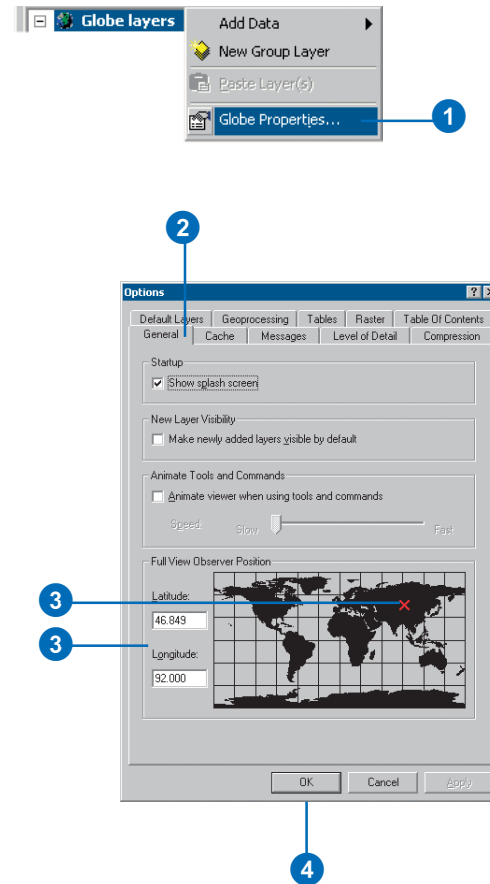 Globe layers
Add Data
New Group Layer
Paste Layer(s)
Globe Properties...
1
2
Options
Default Layers Geoprocessing Tables Raster Table Of Contents
General Cache Messages Level of Detail Compression
Startup
Show splash screen
New Layer Visibility
Make newly added layers visible by default
Animate Tools and Commands
Animate viewer when using tools and commands
Speed: Slow Fast
Full View Observer Position
3
Latitude:
46.849
3
Longitude:
92.000
OK Cancel Apply
4